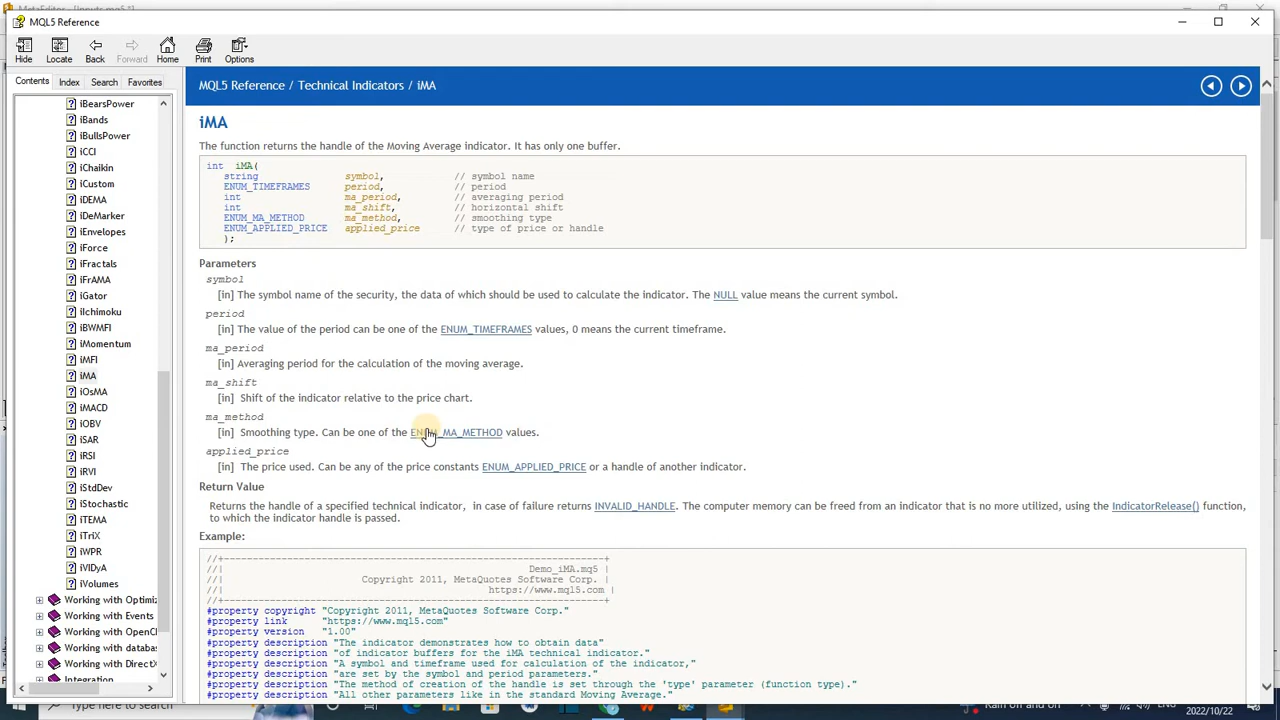 MQL5 Reference
Hide
Locate
Back
Forward
Home
Print
Options
Contents
Index
Search
Favorites
iBearsPower
iBands
iBullsPower
iCCI
iChaikin
iCustom
iDEMA
iDeMarker
iEnvelopes
iForce
iFractals
iFrAMA
iGator
iIchimoku
iBWMFI
iMomentum
iMFI
iMA
iOsMA
iMACD
iOBV
iSAR
iRSI
iRVI
iStdDev
iStochastic
iTEMA
iTriX
iWPR
iVIDyA
iVolumes
Working with Optimiz
Working with Events
Working with OpenCl
Working with databas
Working with DirectX
Integration
MQL5 Reference / Technical Indicators / iMA
iMA
The function returns the handle of the Moving Average indicator. It has only one buffer.
int iMA(
string symbol, // symbol name
ENUM_TIMEFRAMES period, // period
int ma_period, // averaging period
int ma_shift, // horizontal shift
ENUM_MA_METHOD ma_method, // smoothing type
ENUM_APPLIED_PRICE applied_price // type of price or handle
);
Parameters
symbol
[in] The symbol name of the security, the data of which should be used to calculate the indicator. The NULL value means the current symbol.
period
[in] The value of the period can be one of the ENUM_TIMEFRAMES values, 0 means the current timeframe.
ma_period
[in] Averaging period for the calculation of the moving average.
ma_shift
[in] Shift of the indicator relative to the price chart.
ma_method
[in] Smoothing type. Can be one of the ENUM_MA_METHOD values.
applied_price
[in] The price used. Can be any of the price constants ENUM_APPLIED_PRICE or a handle of another indicator.
Return Value
Returns the handle of a specified technical indicator, in case of failure returns INVALID_HANDLE. The computer memory can be freed from an indicator that is no more utilized, using the IndicatorRelease() function,
to which the indicator handle is passed.
Example:
//+------------------------------------------------------------------+
//| Demo_iMA.mq5 |
//| Copyright 2011, MetaQuotes Software Corp. |
//| https://www.mql5.com |
//+------------------------------------------------------------------+
#property copyright "Copyright 2011, MetaQuotes Software Corp."
#property link "https://www.mql5.com"
#property version "1.00"
#property description "The indicator demonstrates how to obtain data"
#property description "of indicator buffers for the iMA technical indicator."
#property description "A symbol and timeframe used for calculation of the indicator,"
#property description "are set by the symbol and period parameters."
#property description "The method of creation of the handle is set through the 'type' parameter (function type)."
#property description "All other parameters like in the standard Moving Average."
Type here to search
Rain off and on
ENG
2022/10/22